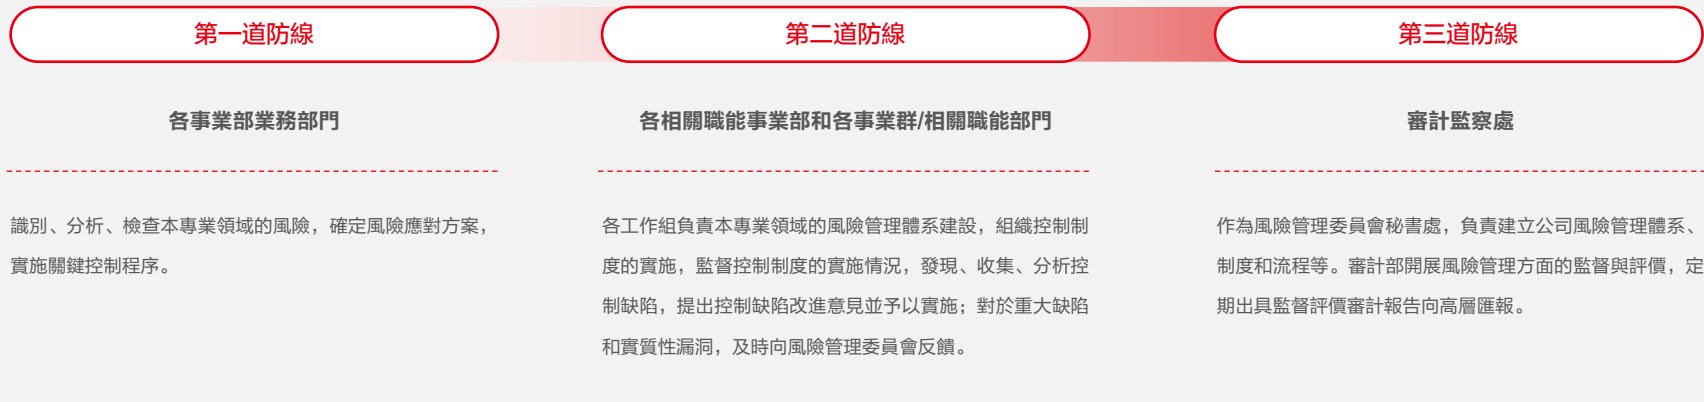 第一道防線
各事業部業務部門
識別、分析、檢查本專業領域的風險，確定風險應對方案，
實施關鍵控制程序。
第二道防線
各相關職能事業部和各事業群/相關職能部門
各工作組負責本專業領域的風險管理體系建設，組織控制制
度的實施，監督控制制度的實施情況，發現、收集、分析控
制缺陷，提出控制缺陷改進意見並予以實施；對於重大缺陷
和實質性漏洞，及時向風險管理委員會反饋。
第三道防線
審計監察處
作為風險管理委員會秘書處，負責建立公司風險管理體系、
制度和流程等。審計部開展風險管理方面的監督與評價，定
期出具監督評價審計報告向高層匯報。